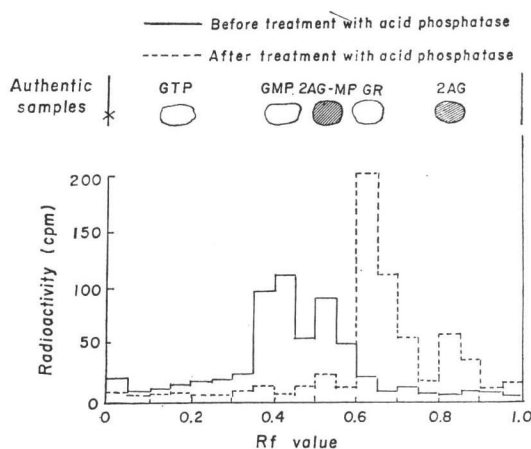 Before treatment with acid phosphatase
After treatment with acid phosphatase
Authentic samples
GTP GMP 2AG-MP GR 2AG
Radioactivity (cpm)
200
150
100
50
0
0 0.2 0.4 0.6 0.8 1.0
Rf value